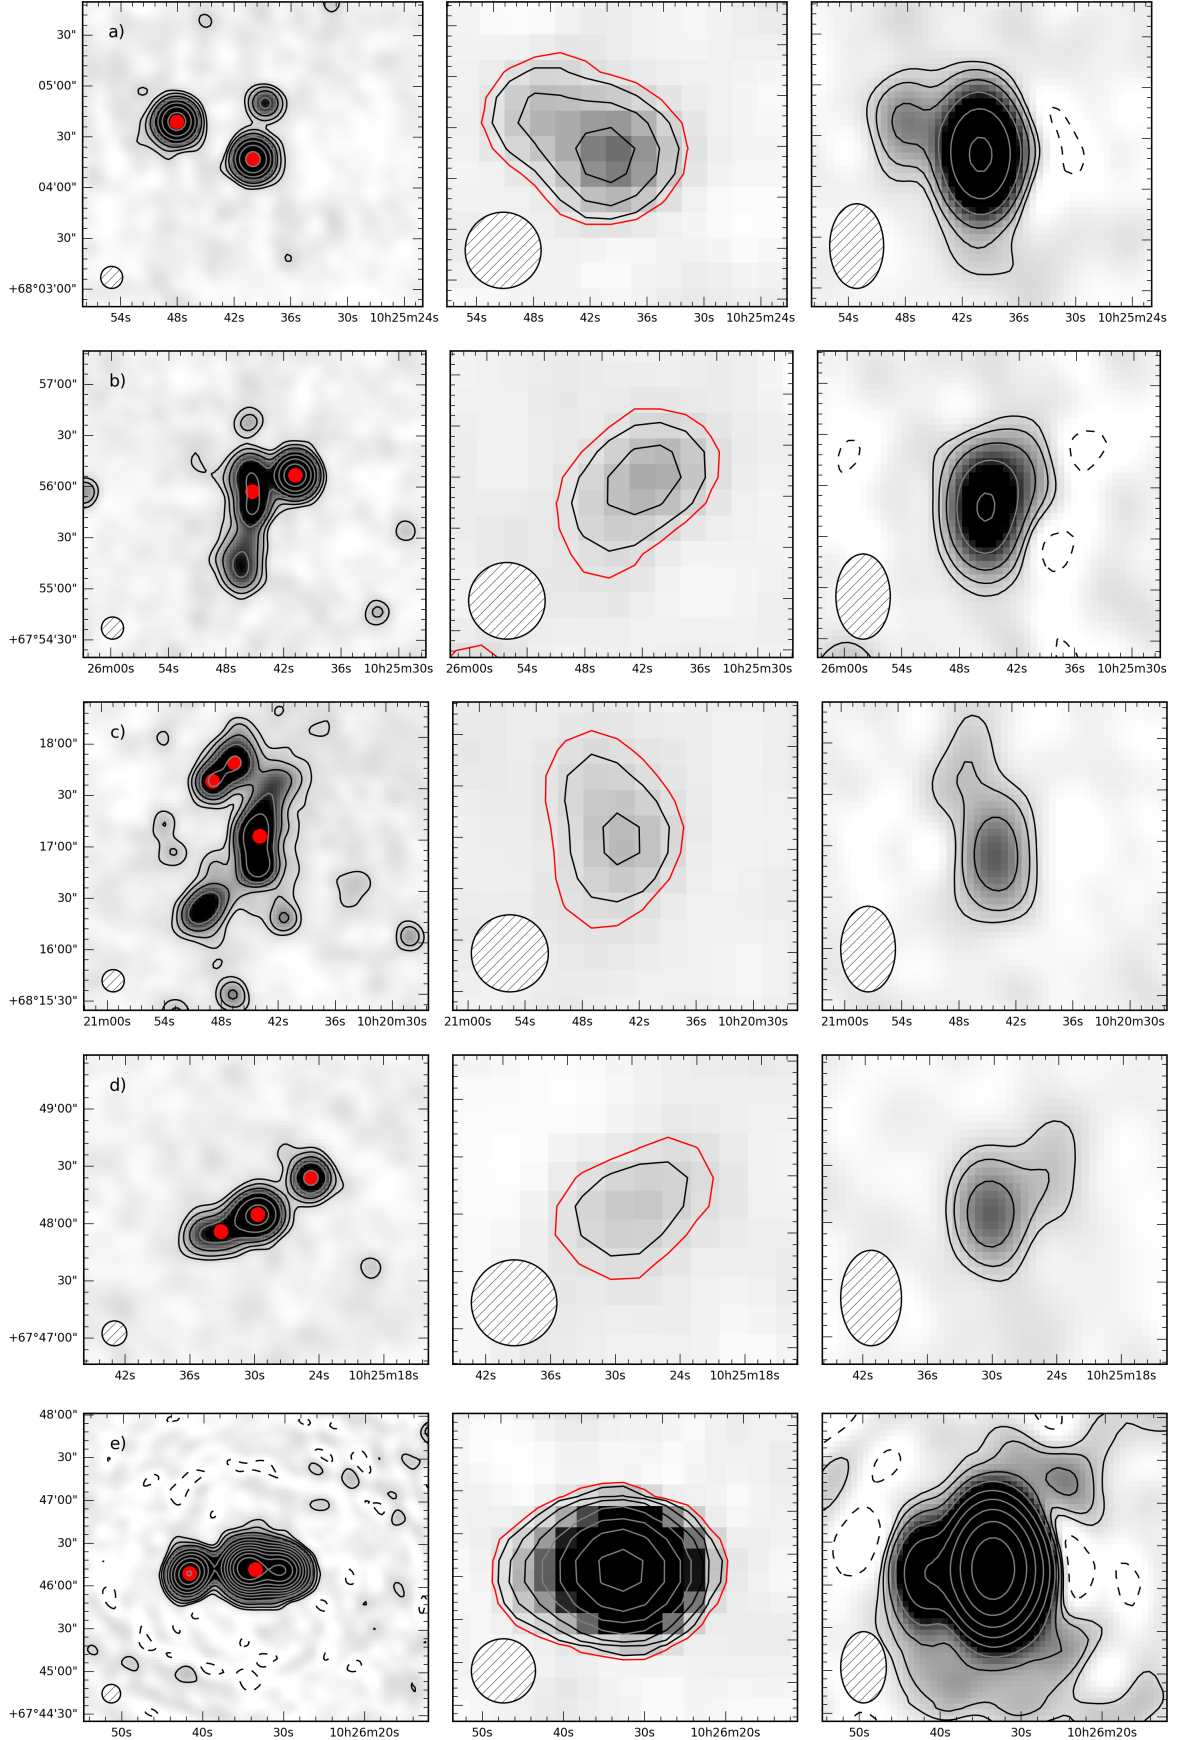 a)
30"
05'00"
30"
04'00"
30"
+68°03'00"
54s 48s 42s 36s 30s 10h25m24s
54s 48s 42s 36s 30s 10h25m24s
54s 48s 42s 36s 30s 10h25m24s
b)
57'00"
30"
56'00"
30"
55'00"
+67°54'30"
26m00s 54s 48s 42s 36s 10h25m30s
26m00s 54s 48s 42s 36s 10h25m30s
26m00s 54s 48s 42s 36s 10h25m30s
c)
18'00"
30"
17'00"
30"
16'00"
+68°15'30"
21m00s 54s 48s 42s 36s 10h20m30s
21m00s 54s 48s 42s 36s 10h20m30s
21m00s 54s 48s 42s 36s 10h20m30s
d)
49'00"
30"
48'00"
30"
+67°47'00"
42s 36s 30s 24s 10h25m18s
42s 36s 30s 24s 10h25m18s
42s 36s 30s 24s 10h25m18s
48'00"
e)
30"
47'00"
30"
46'00"
30"
45'00"
+67°44'30"
50s 40s 30s 10h26m20s
50s 40s 30s 10h26m20s
50s 40s 30s 10h26m20s